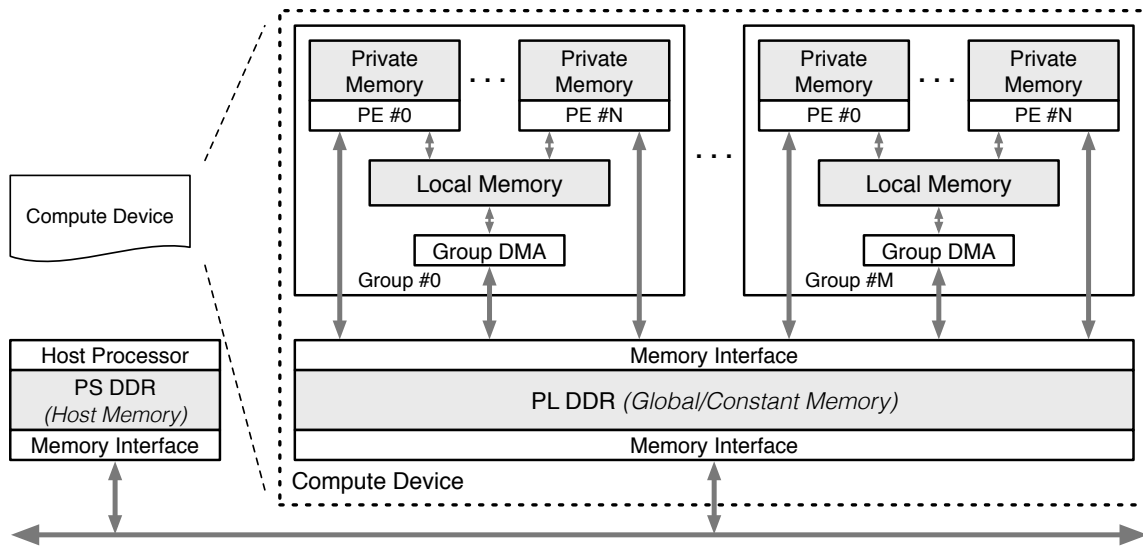 Compute Device
Host Processor
PS DDR
(Host Memory)
Memory Interface
Private
Memory
PE #0
. . .
Private
Memory
PE #N
Local Memory
Group DMA
Group #0
. . .
Private
Memory
PE #0
. . .
Private
Memory
PE #N
Local Memory
Group DMA
Group #M
Memory Interface
PL DDR (Global/Constant Memory)
Memory Interface
Compute Device